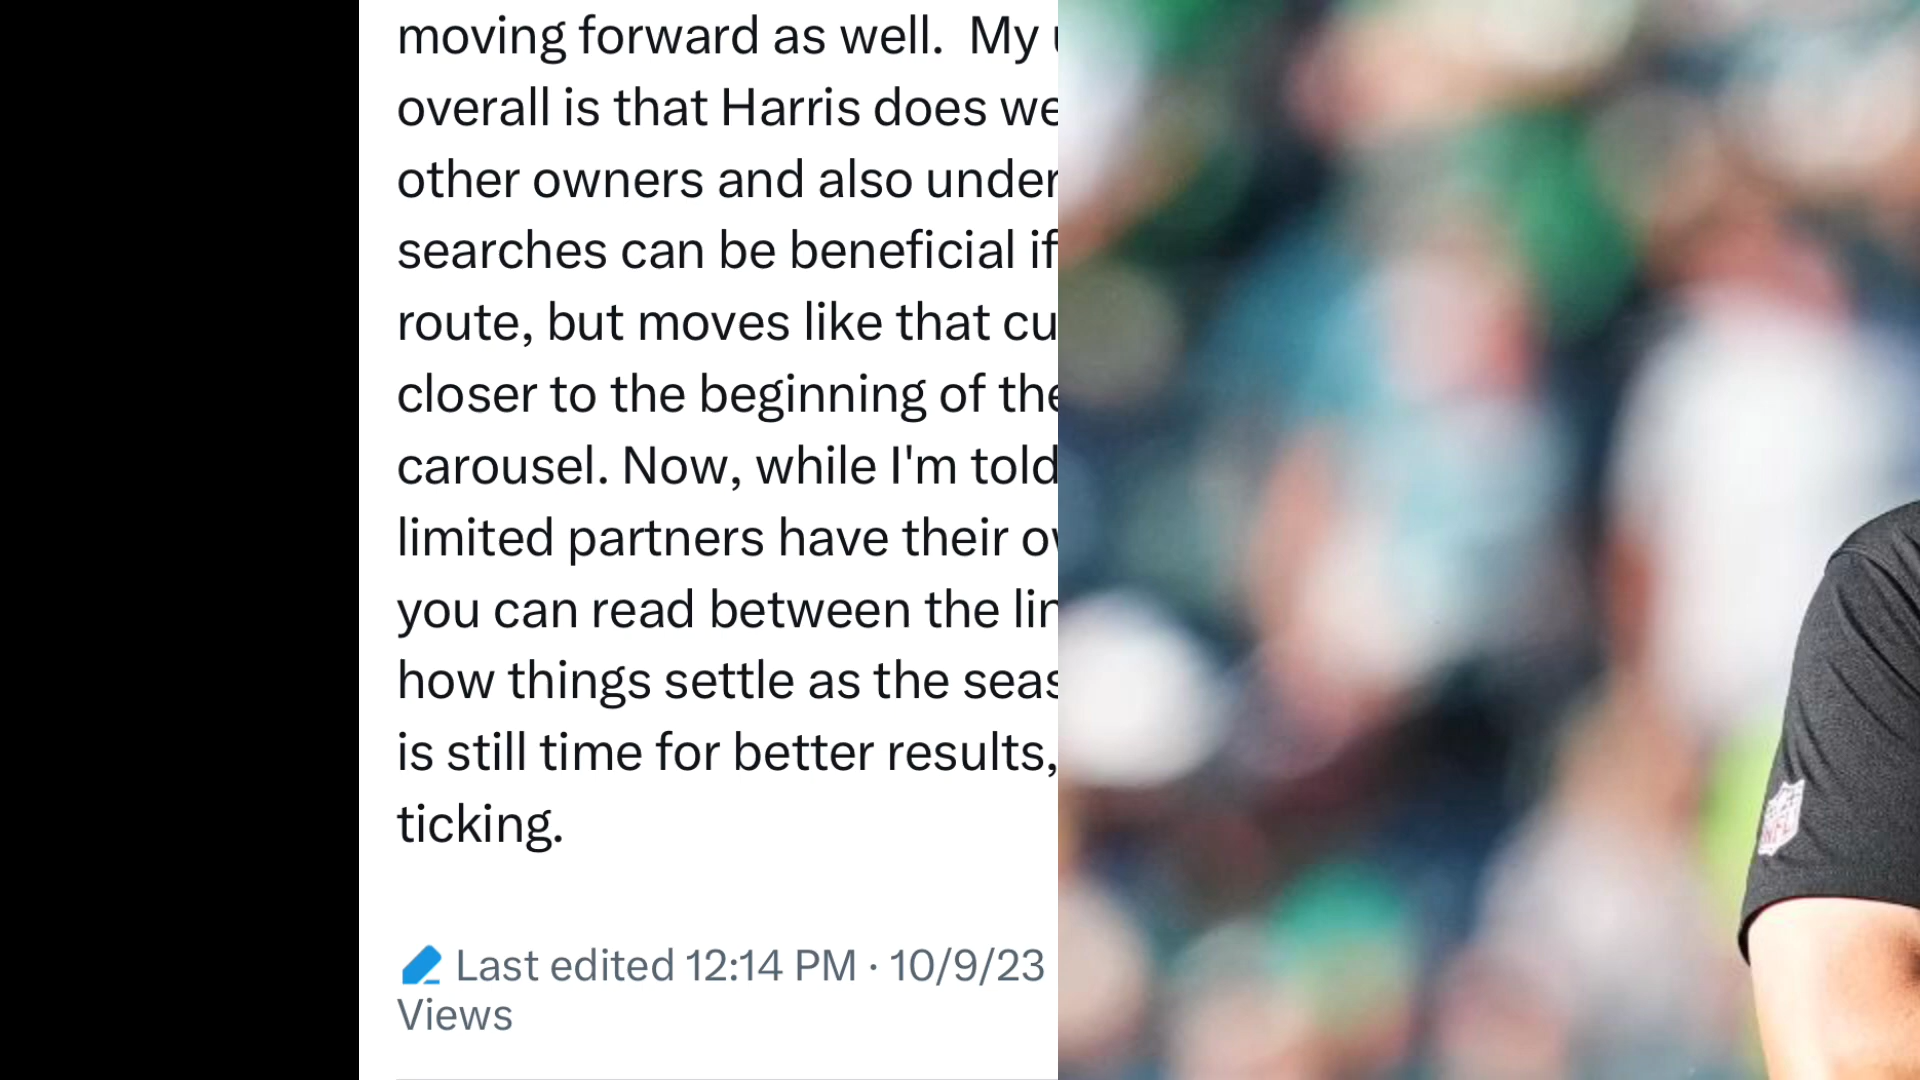 moving forward as well. My
overall is that Harris does
other owners and also
searches can be beneficial if
route, but moves like that
closer to the beginning of
carousel. Now, while I'm told
limited partners have their
you can read between the
how things settle as the
is still time for better results,
ticking.
Last edited 12:14 PM · 10/9/23
Views
NFL